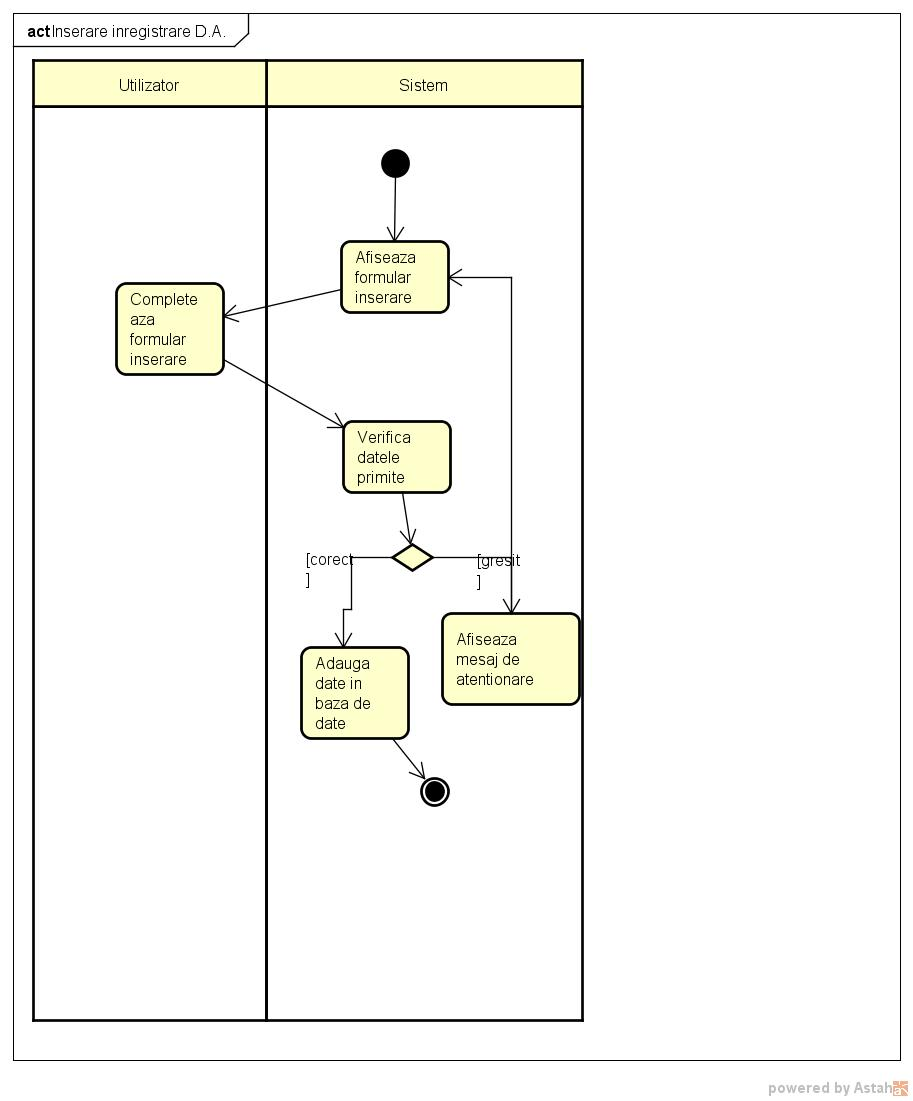 act Inserare inregistrare D.A.
Utilizator
Sistem
Afiseaza
formular
inserare
Complete
aza
formular
inserare
Verifica
datele
primite
[corect
]
[gresit
]
Afiseaza
mesaj de
atentionare
Adauga
date in
baza de
date
powered by Astah